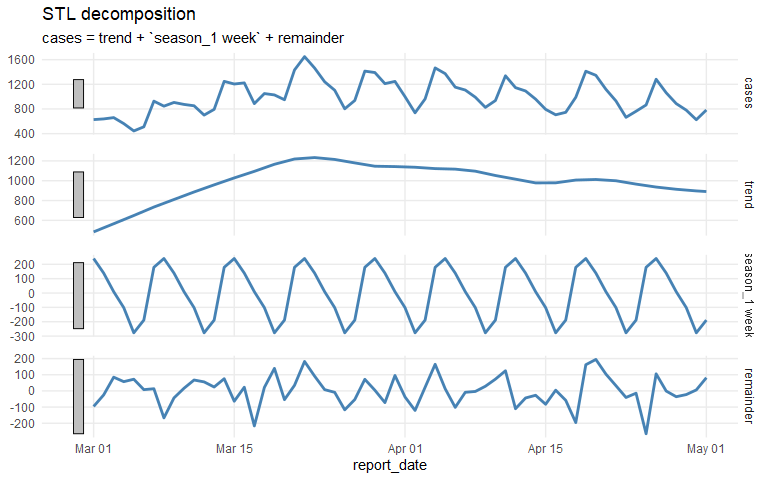 STL decomposition
cases = trend + `season_1 week` + remainder
1600
1200
800
400
cases
1200
1000
800
600
trend
200
100
0
-100
-200
-300
season_1 week
200
100
0
-100
-200
remainder
Mar 01 Mar 15 Apr 01 Apr 15 May 01
report_date